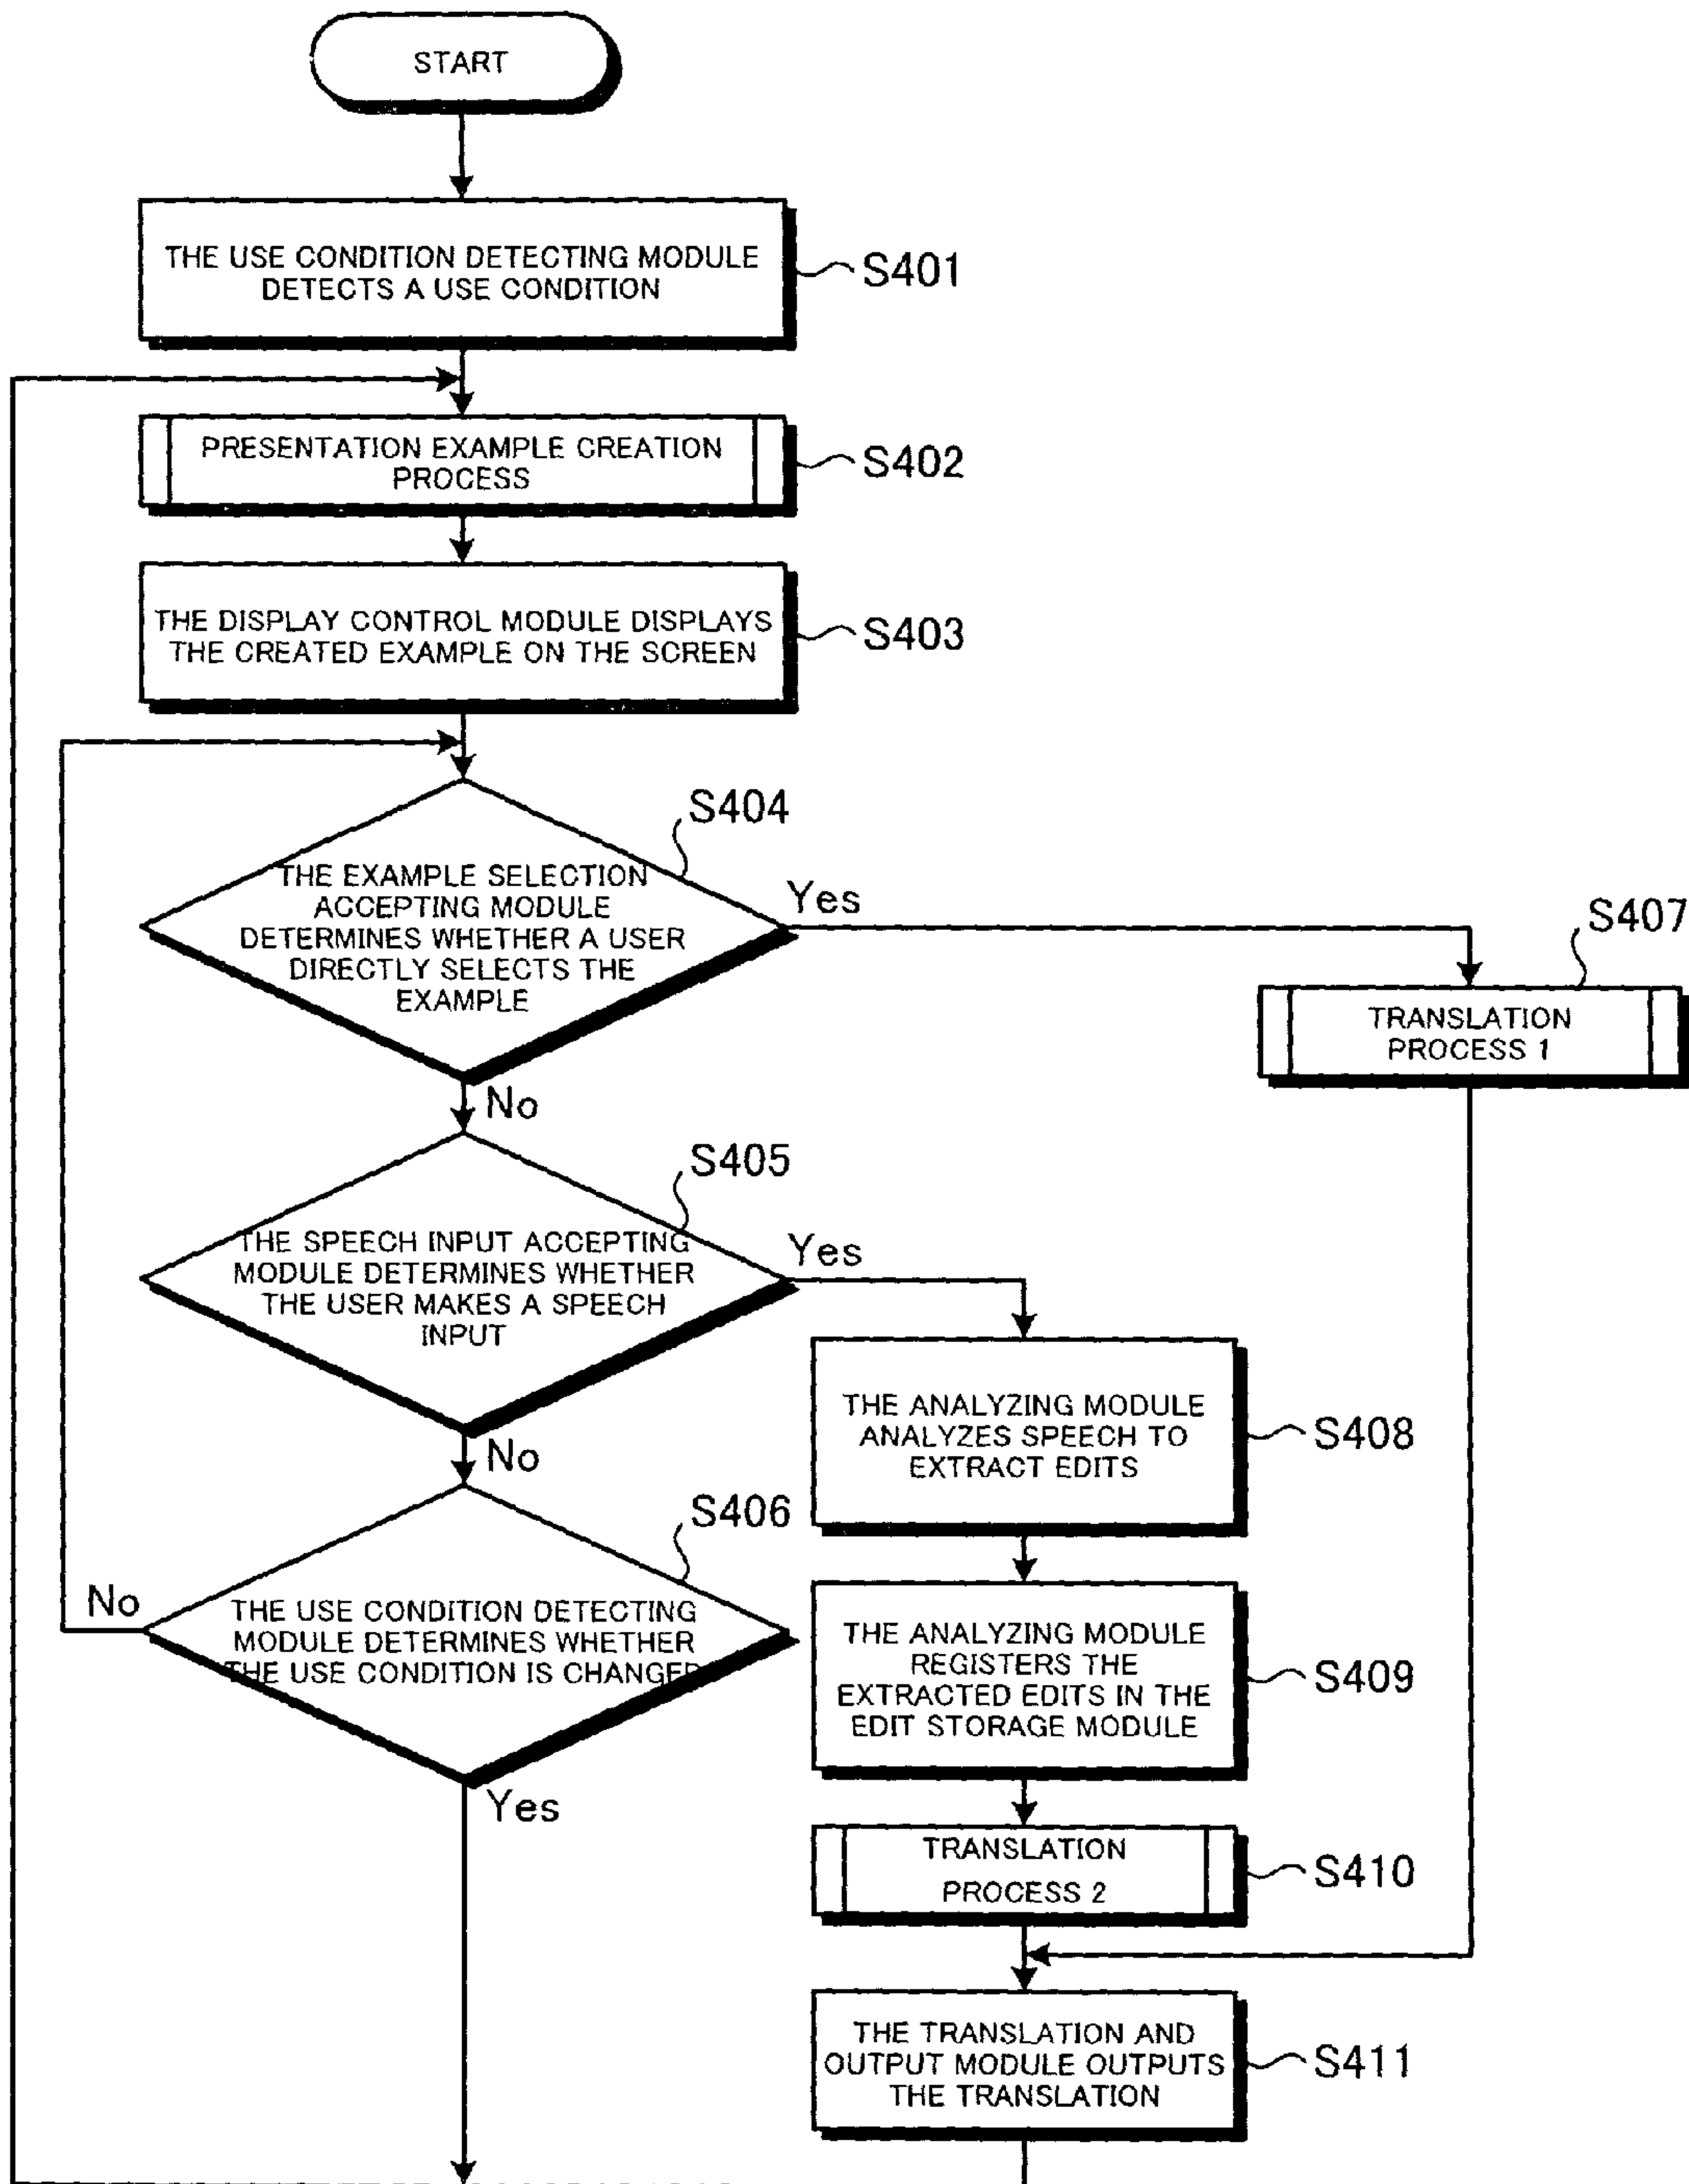 START
THE USE CONDITION DETECTING MODULE
DETECTS A USE CONDITION
S401
PRESENTATION EXAMPLE CREATION
PROCESS
S402
THE DISPLAY CONTROL MODULE DISPLAYS
THE CREATED EXAMPLE ON THE SCREEN
S403
S404
THE EXAMPLE SELECTION
ACCEPTING MODULE
DETERMINES WHETHER A USER
DIRECTLY SELECTS THE
EXAMPLE
Yes
No
S407
TRANSLATION
PROCESS 1
S405
THE SPEECH INPUT ACCEPTING
MODULE DETERMINES WHETHER
THE USER MAKES A SPEECH
INPUT
Yes
No
S408
THE ANALYZING MODULE
ANALYZES SPEECH TO
EXTRACT EDITS
S406
THE USE CONDITION DETECTING
MODULE DETERMINES WHETHER
THE USE CONDITION IS CHANGED
No
Yes
THE ANALYZING MODULE
REGISTERS THE
EXTRACTED EDITS IN THE
EDIT STORAGE MODULE
S409
TRANSLATION
PROCESS 2
S410
THE TRANSLATION AND
OUTPUT MODULE OUTPUTS
THE TRANSLATION
S411